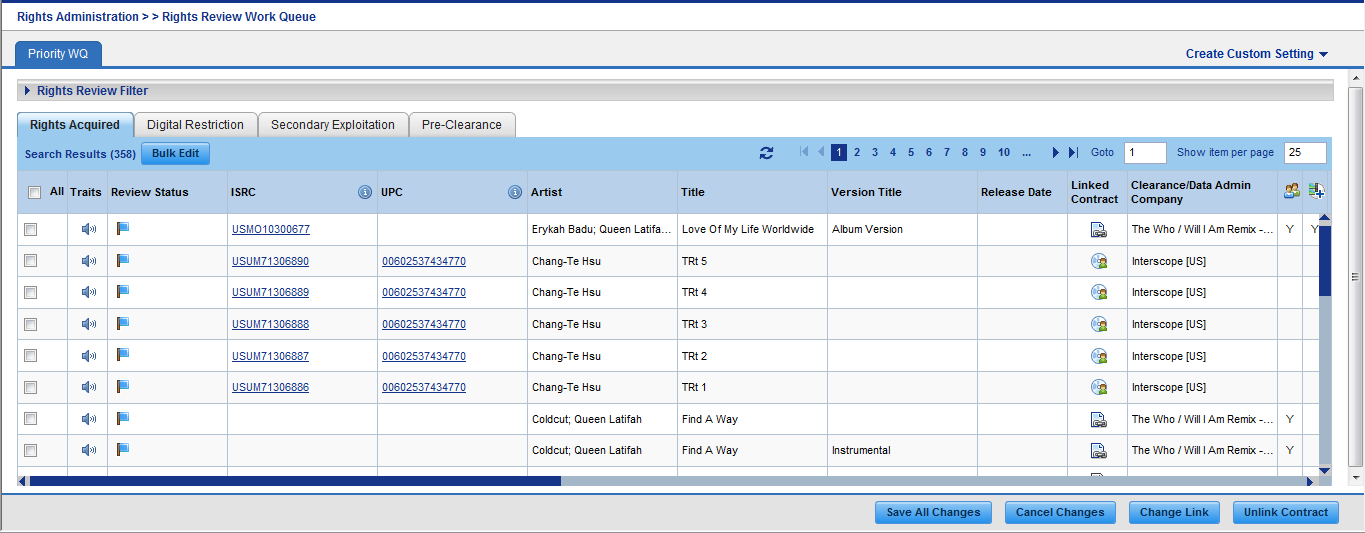 Rights Administration > > Rights Review Work Queue
Priority WQ
Create Custom Setting
Rights Review Filter
Rights Acquired Digital Restriction Secondary Exploitation Pre-Clearance
Search Results (358) Bulk Edit 1 2 3 4 5 6 7 8 9 10 ... Goto 1 Show item per page 25
All Traits Review Status ISRC UPC Artist Title Version Title Release Date Linked Contract Clearance/Data Admin Company
USMO10300677 Erykah Badu; Queen Latifa... Love Of My Life Worldwide Album Version The Who / Will I Am Remix -... Y Y
USUM71306890 00602537434770 Chang-Te Hsu TRt 5 Interscope [US]
USUM71306889 00602537434770 Chang-Te Hsu TRt 4 Interscope [US]
USUM71306888 00602537434770 Chang-Te Hsu TRt 3 Interscope [US]
USUM71306887 00602537434770 Chang-Te Hsu TRt 2 Interscope [US]
USUM71306886 00602537434770 Chang-Te Hsu TRt 1 Interscope [US]
Coldcut; Queen Latifah Find A Way The Who / Will I Am Remix -... Y
Coldcut; Queen Latifah Find A Way Instrumental The Who / Will I Am Remix -... Y
Save All Changes Cancel Changes Change Link Unlink Contract